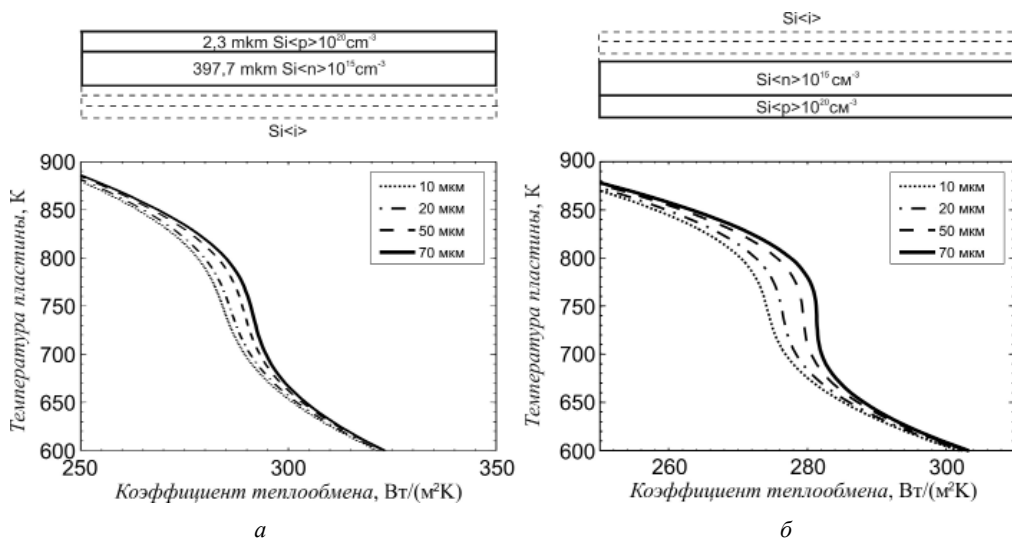 2,3 mkm Si<p>10²⁰cm⁻³
397,7 mkm Si<n>10¹⁵cm⁻³
Si<i>
900
850
800
750
700
650
600
250
300
350
Температура пластины, К
Коэффициент теплообмена, Вт/(м²К)
10 мкм
20 мкм
50 мкм
70 мкм
а
Si<i>
Si<n>10¹⁵см⁻³
Si<p>10²⁰см⁻³
900
850
800
750
700
650
600
260
280
300
Температура пластины, К
Коэффициент теплообмена, Вт/(м²К)
10 мкм
20 мкм
50 мкм
70 мкм
б